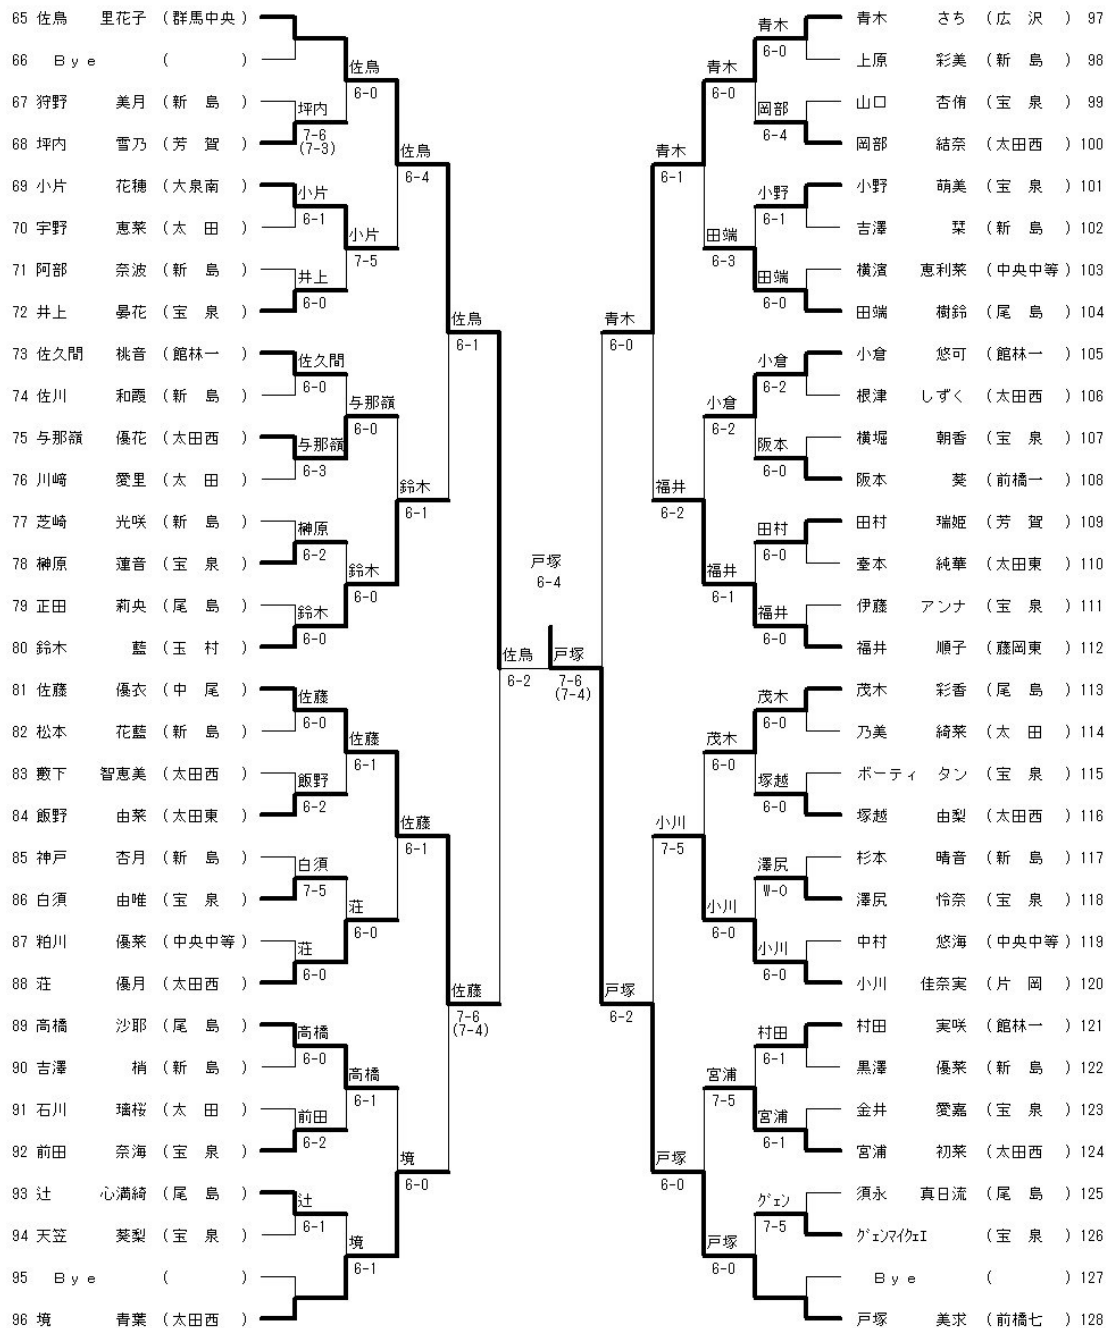 65 佐鳥 里花子 (群馬中央)
66 Bye ( )
67 狩野 美月 (新 島)
68 坪内 雪乃 (芳 賀)
69 小片 花穂 (大泉南)
70 宇野 恵菜 (太 田)
71 阿部 奈波 (新 島)
72 井上 晏花 (宝 泉)
73 佐久間 桃音 (館林一)
74 佐川 和霞 (新 島)
75 与那嶺 優花 (太田西)
76 川﨑 愛里 (太 田)
77 芝崎 光咲 (新 島)
78 榊原 蓮音 (宝 泉)
79 正田 莉央 (尾 島)
80 鈴木 藍 (玉 村)
81 佐藤 優衣 (中 尾)
82 松本 花藍 (新 島)
83 藪下 智恵美 (太田西)
84 飯野 由菜 (太田東)
85 神戸 杏月 (新 島)
86 白須 由唯 (宝 泉)
87 粕川 優菜 (中央中等)
88 荘 優月 (太田西)
89 高橋 沙耶 (尾 島)
90 吉澤 梢 (新 島)
91 石川 璃桜 (太 田)
92 前田 奈海 (宝 泉)
93 辻 心満綺 (尾 島)
94 天笠 葵梨 (宝 泉)
95 Bye ( )
96 境 青葉 (太田西)
坪内
7-6
(7-3)
小片
6-1
井上
6-0
佐久間
6-0
与那嶺
6-3
榊原
6-2
鈴木
6-0
佐藤
6-0
飯野
6-2
白須
7-5
荘
6-0
高橋
6-0
前田
6-2
辻
6-1
佐鳥
6-0
小片
7-5
与那嶺
6-0
鈴木
6-0
佐藤
6-1
荘
6-0
高橋
6-1
境
6-1
佐鳥
6-4
鈴木
6-1
佐藤
6-1
境
6-0
佐鳥
6-1
佐藤
7-6
(7-4)
佐鳥
6-2
戸塚
6-4
戸塚
7-6
(7-4)
青木
6-0
戸塚
6-2
青木
6-1
福井
6-2
小川
7-5
戸塚
6-0
青木
6-0
田端
6-3
小倉
6-2
福井
6-1
茂木
6-0
小川
6-0
宮浦
7-5
戸塚
6-0
青木
6-0
岡部
6-4
小野
6-1
田端
6-0
小倉
6-2
阪本
6-0
田村
6-0
福井
6-0
茂木
6-0
塚越
6-0
澤尻
W-0
小川
6-0
村田
6-1
宮浦
6-1
グェン
7-5
青木 さち (広 沢) 97
上原 彩美 (新 島) 98
山口 杏侑 (宝 泉) 99
岡部 結奈 (太田西) 100
小野 萌美 (宝 泉) 101
吉澤 栞 (新 島) 102
横濱 恵利菜 (中央中等) 103
田端 樹鈴 (尾 島) 104
小倉 悠可 (館林一) 105
根津 しずく (太田西) 106
横堀 朝香 (宝 泉) 107
阪本 葵 (前橋一) 108
田村 瑞姫 (芳 賀) 109
臺本 純華 (太田東) 110
伊藤 アンナ (宝 泉) 111
福井 順子 (藤岡東) 112
茂木 彩香 (尾 島) 113
乃美 綺菜 (太 田) 114
ボーティ タン (宝 泉) 115
塚越 由梨 (太田西) 116
杉本 晴音 (新 島) 117
澤尻 怜奈 (宝 泉) 118
中村 悠海 (中央中等) 119
小川 佳奈実 (片 岡) 120
村田 実咲 (館林一) 121
黒澤 優菜 (新 島) 122
金井 愛嘉 (宝 泉) 123
宮浦 初菜 (太田西) 124
須永 真日流 (尾 島) 125
グェンマイクェエ (宝 泉) 126
Bye ( ) 127
戸塚 美求 (前橋七) 128